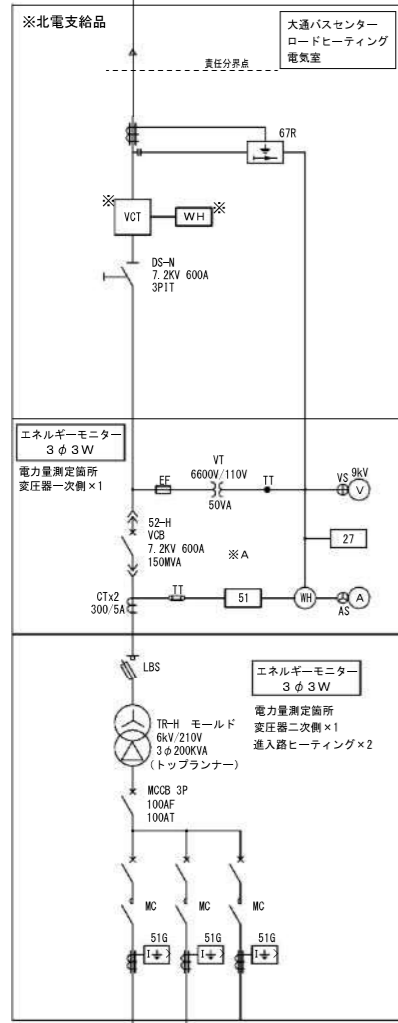 ※北電支給品
大通バスセンター
ロードヒーティング
電気室
責任分界点
67R
※
VCT
WH
※
DS-N
7.2KV 600A
3PIT
エネルギーモニター
3φ3W
電力量測定箇所
変圧器一次側×1
VT
6600V/110V
50VA
EF
TT
VS
9kV
V
27
52-H
VCB
7.2KV 600A
150MVA
※A
CTx2
300/5A
TT
51
WH
AS
A
LBS
エネルギーモニター
3φ3W
電力量測定箇所
変圧器二次側×1
進入路ヒーティング×2
TR-H モールド
6kV/210V
3φ200KVA
(トップランナー)
MCCB 3P
100AF
100AT
MC
MC
MC
51G
51G
51G
I
I
I